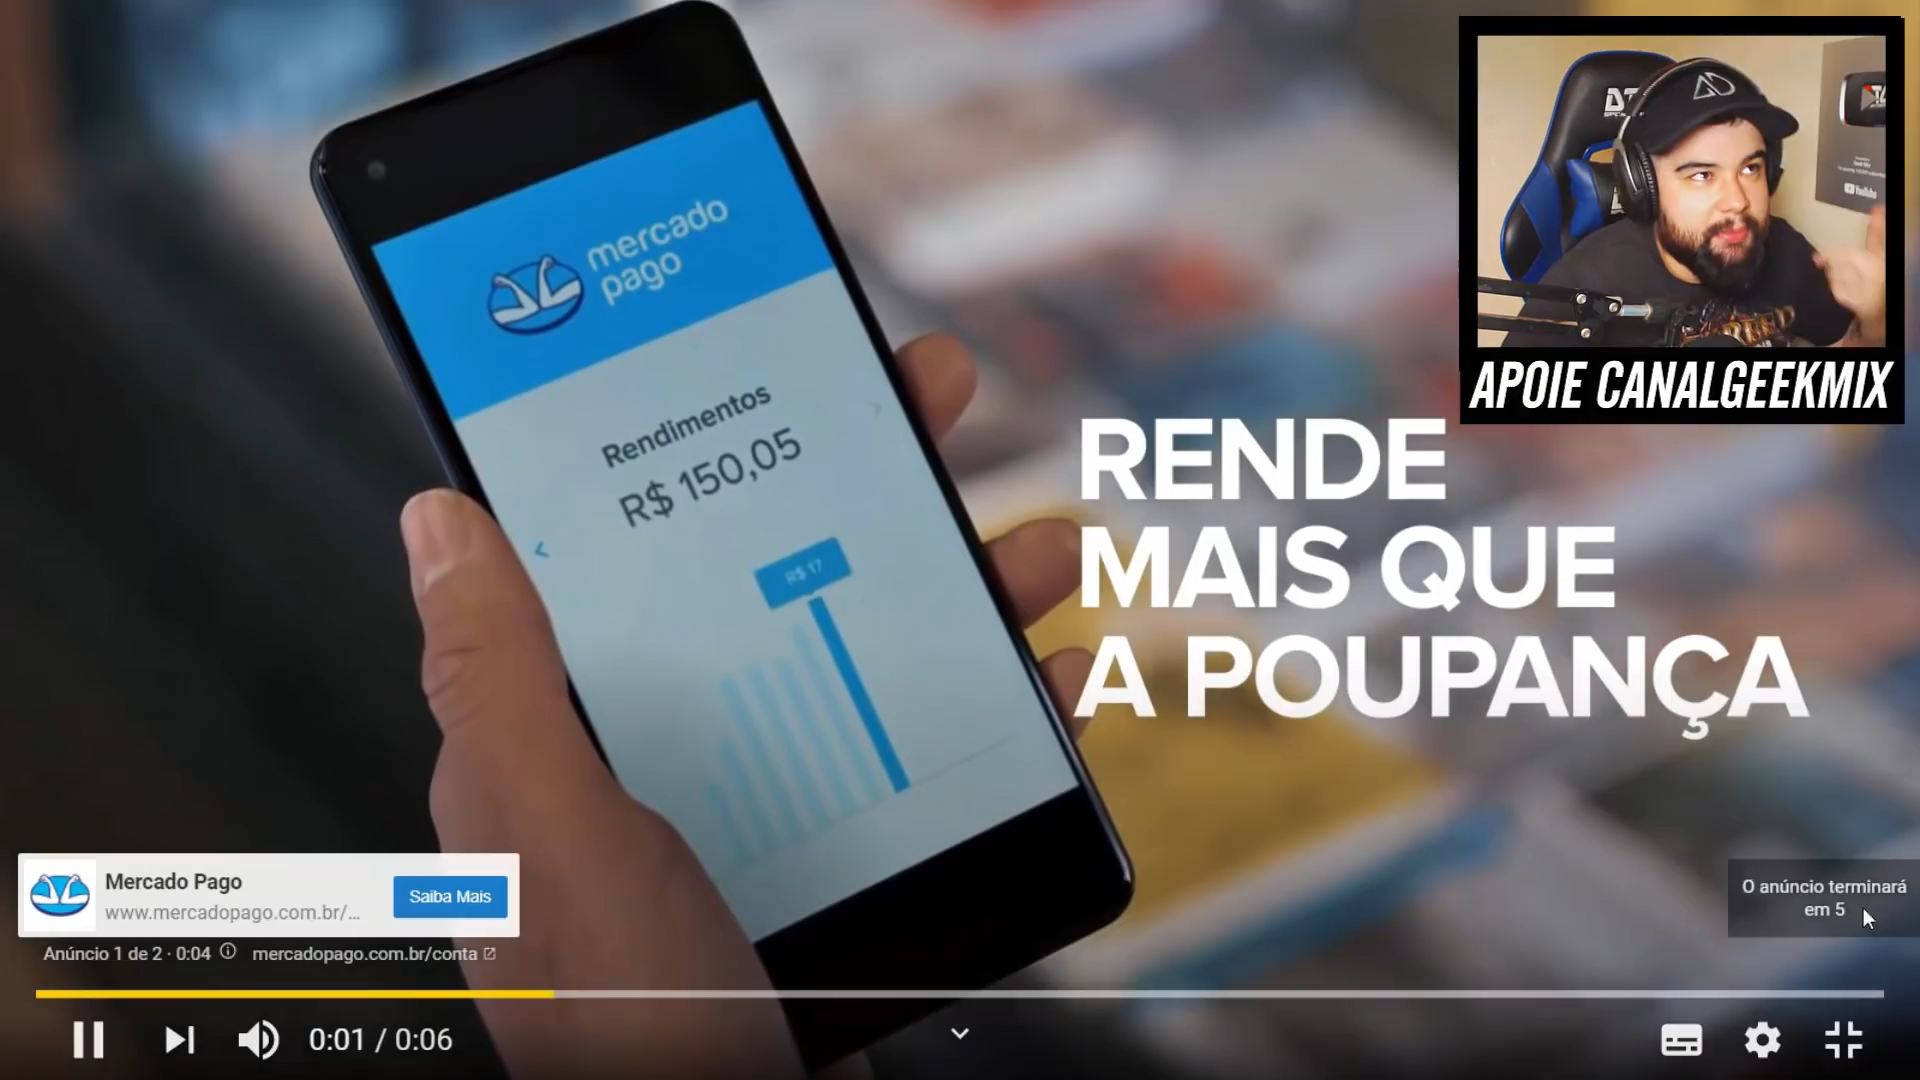 mercado
pago
Rendimentos
R$ 150,05
R$ 17
RENDE
MAIS QUE
A POUPANÇA
APOIE CANALGEEKMIX
YouTube
Mercado Pago
www.mercadopago.com.br/...
Saiba Mais
Anúncio 1 de 2 · 0:04
mercadopago.com.br/conta
O anúncio terminará
em 5
0:01 / 0:06